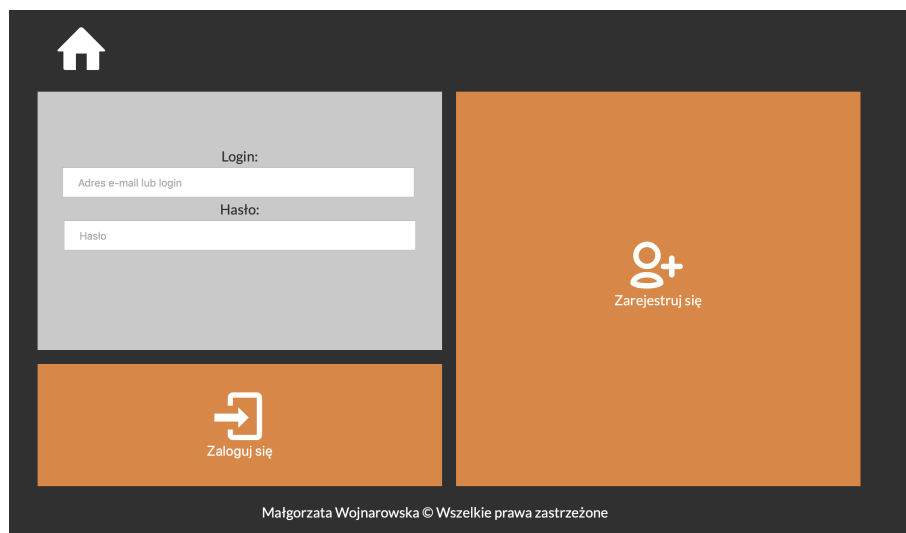 Login:
Adres e-mail lub login
Hasło:
Hasło
Zarejestruj się
Zaloguj się
Małgorzata Wojnarowska © Wszelkie prawa zastrzeżone